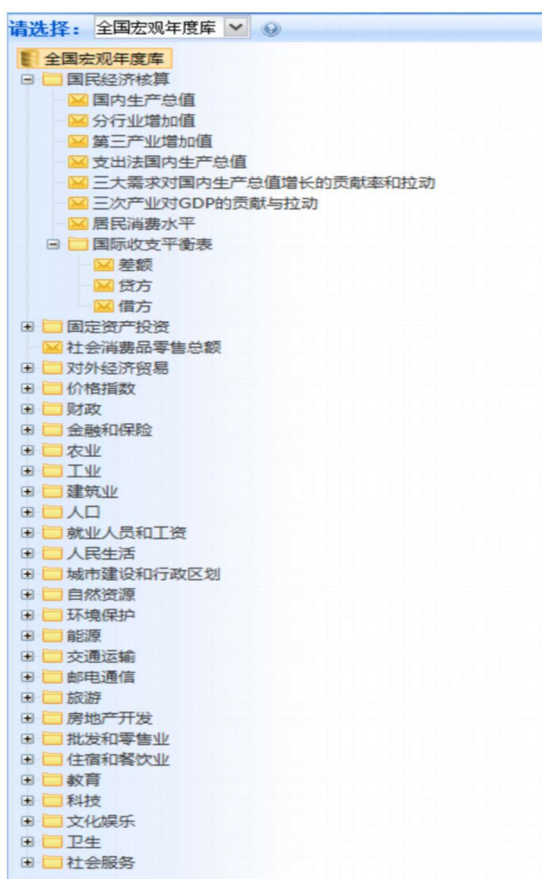 请选择： 全国宏观年度库
全国宏观年度库
国民经济核算
国内生产总值
分行业增加值
第三产业增加值
支出法国内生产总值
三大需求对国内生产总值增长的贡献率和拉动
三次产业对GDP的贡献与拉动
居民消费水平
国际收支平衡表
差额
贷方
借方
固定资产投资
社会消费品零售总额
对外经济贸易
价格指数
财政
金融和保险
农业
工业
建筑业
人口
就业人员和工资
人民生活
城市建设和行政区划
自然资源
环境保护
能源
交通运输
邮电通信
旅游
房地产开发
批发和零售业
住宿和餐饮业
教育
科技
文化娱乐
卫生
社会服务